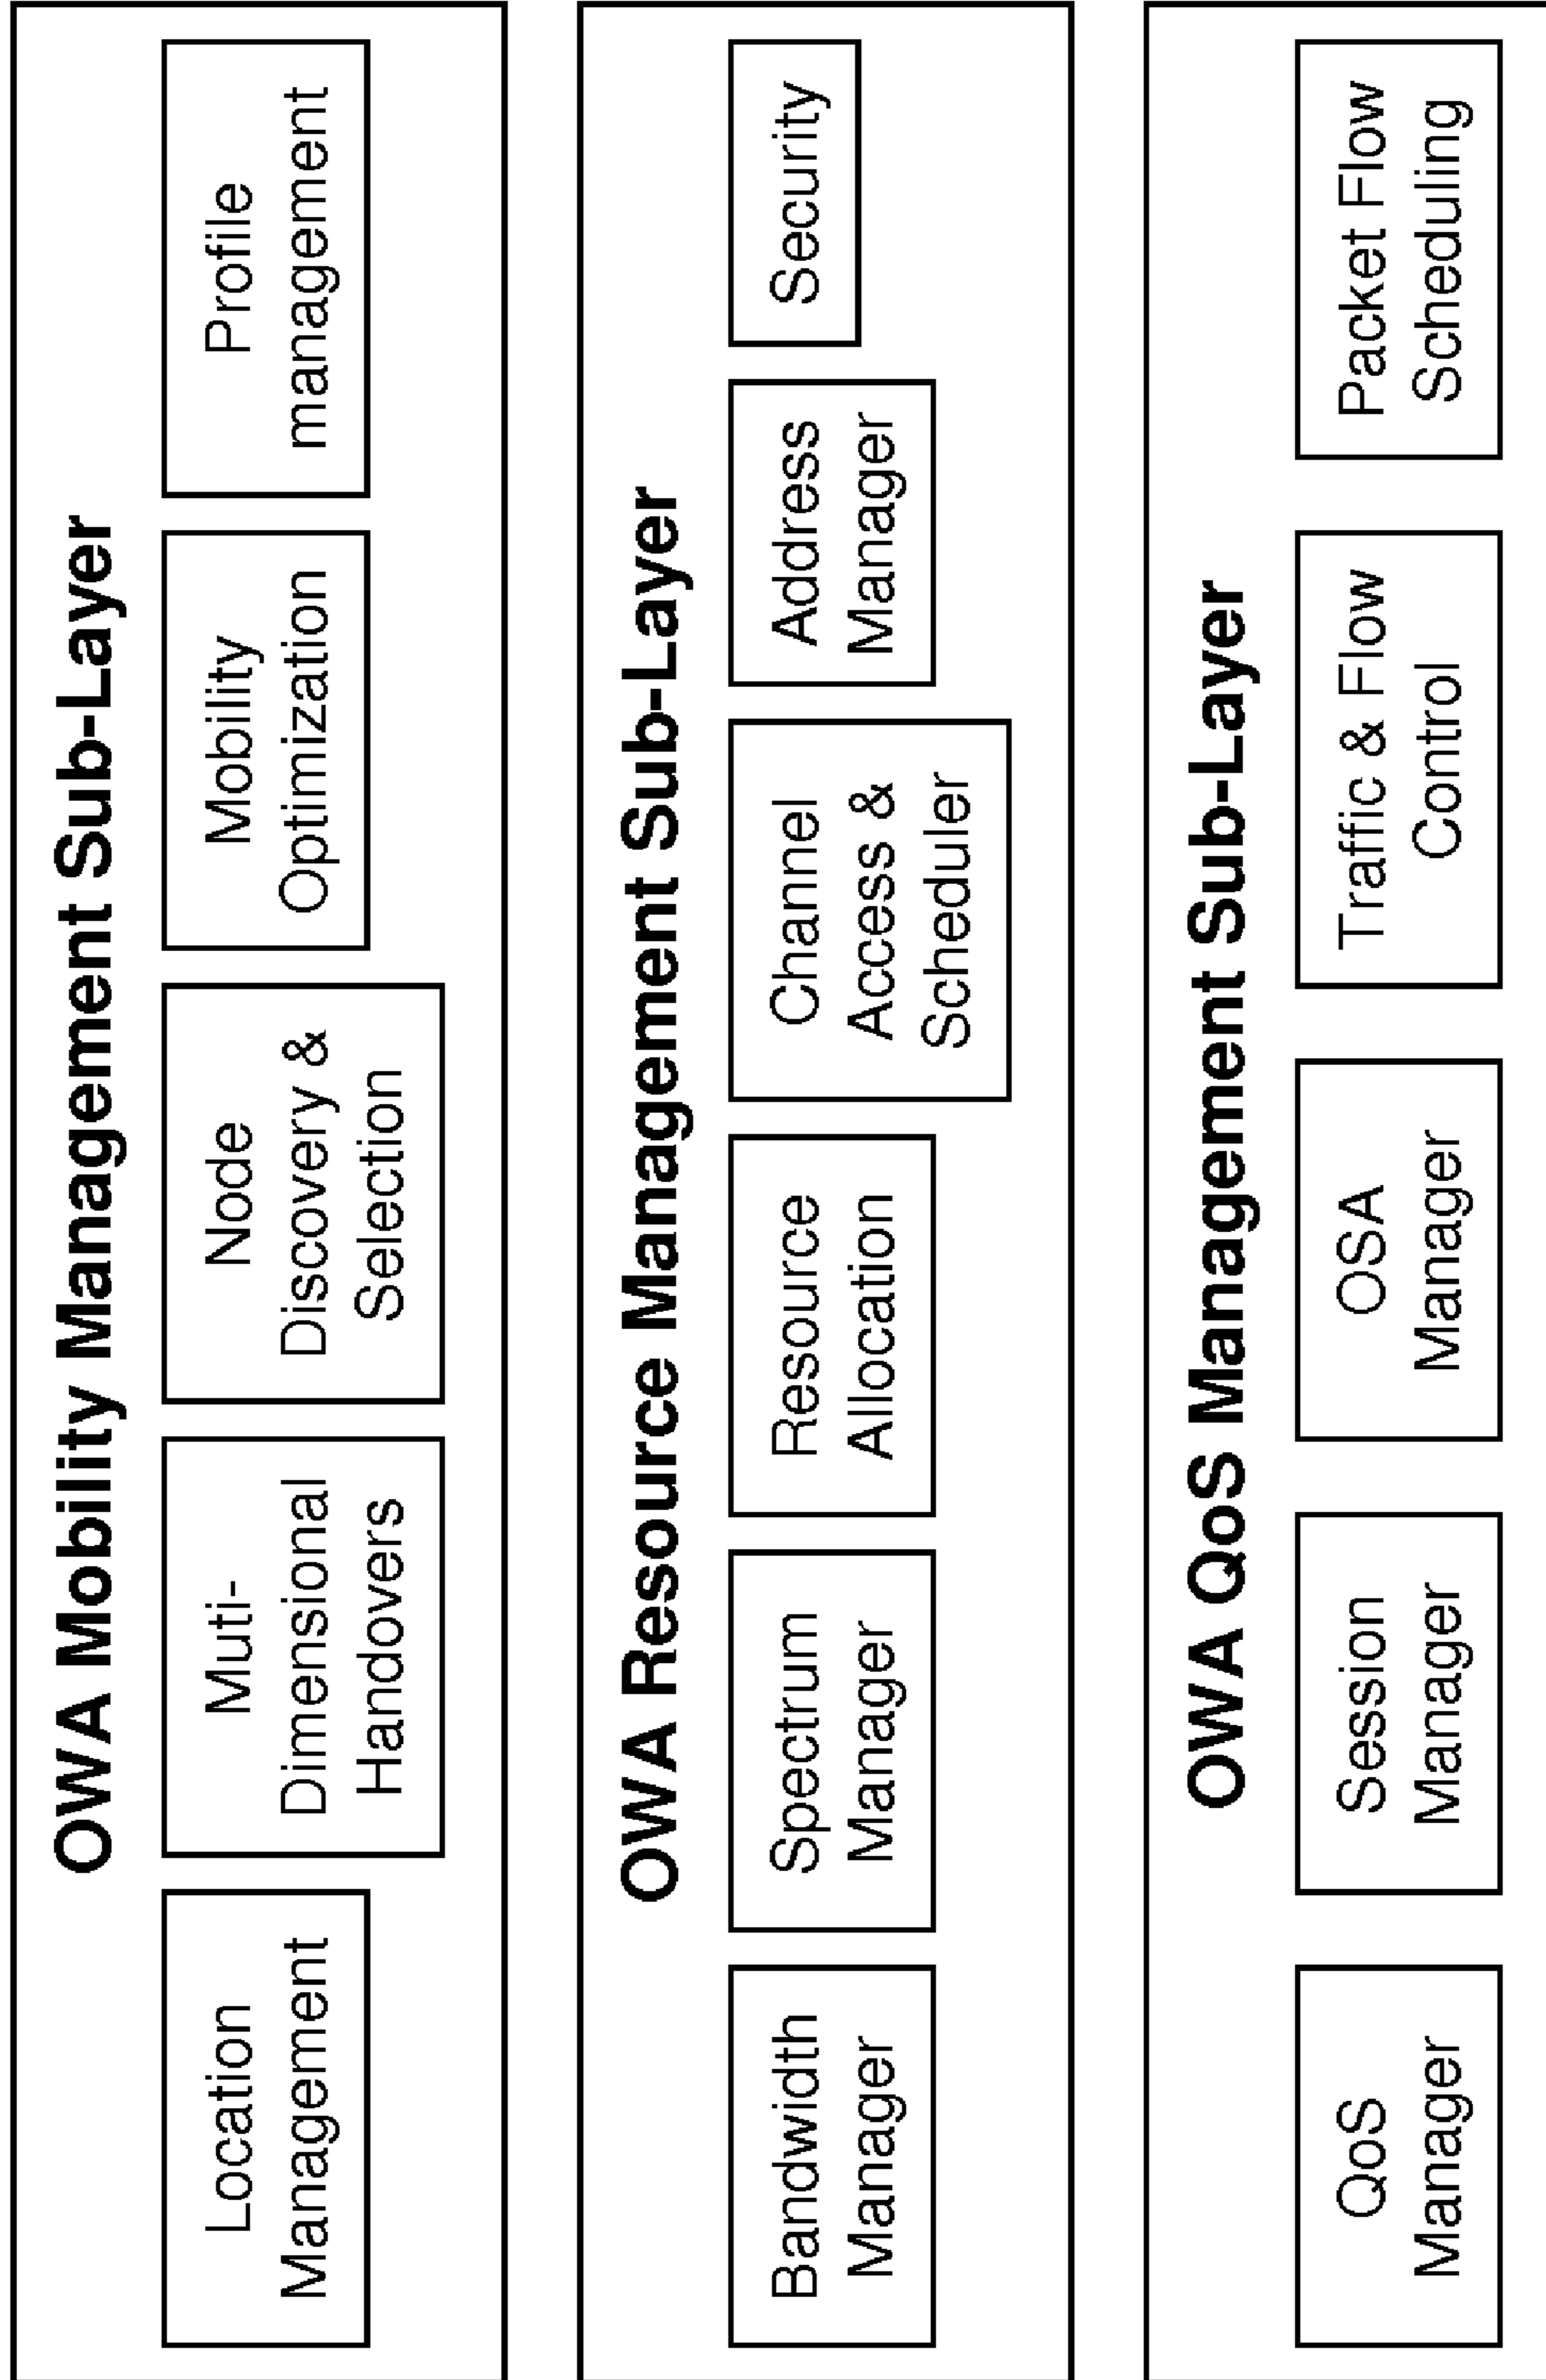 OWA Mobility Management Sub-Layer
Location
Management
Muti-
Dimensional
Handovers
Node
Discovery &
Selection
Mobility
Optimization
Profile
management
OWA Resource Management Sub-Layer
Bandwidth
Manager
Spectrum
Manager
Resource
Allocation
Channel
Access &
Scheduler
Address
Manager
Security
OWA QoS Management Sub-Layer
QoS
Manager
Session
Manager
OSA
Manager
Traffic & Flow
Control
Packet Flow
Scheduling